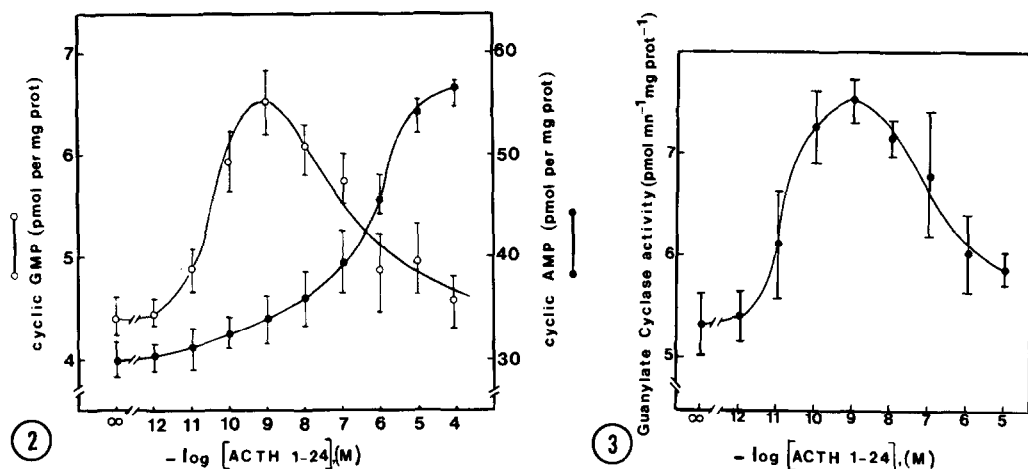 7
6
5
4
cyclic GMP (pmol per mg prot)
60
50
40
30
cyclic AMP (pmol per mg prot)
∞ 12 11 10 9 8 7 6 5 4
- log [ACTH 1-24],(M)
2
7
6
5
Guanylate Cyclase activity (pmol mn⁻¹ mg prot⁻¹)
∞ 12 11 10 9 8 7 6 5
- log [ACTH 1-24],(M)
3